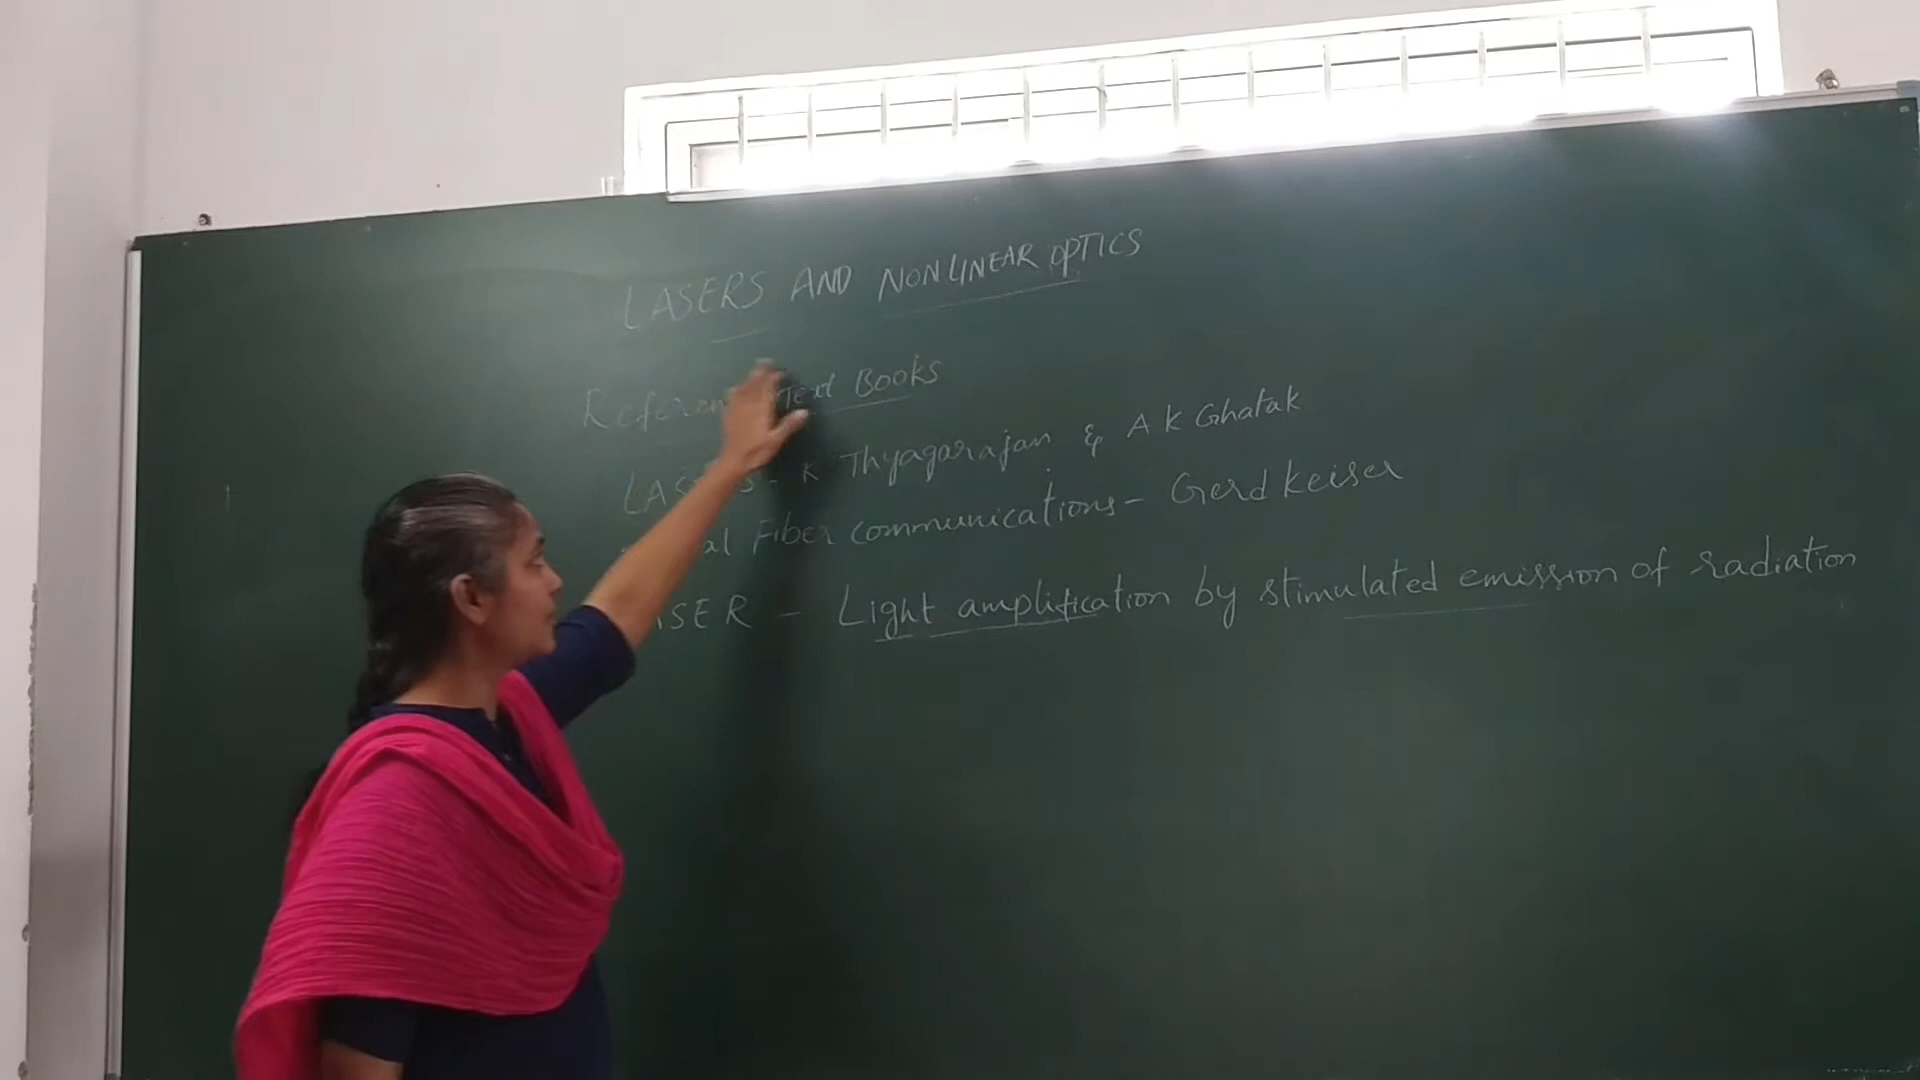 LASERS AND NONLINEAR OPTICS
Text Books
K Thyagarajan & A K Ghatak
Fiber communications - Gerd keiser
- Light amplification by stimulated emission of radiation